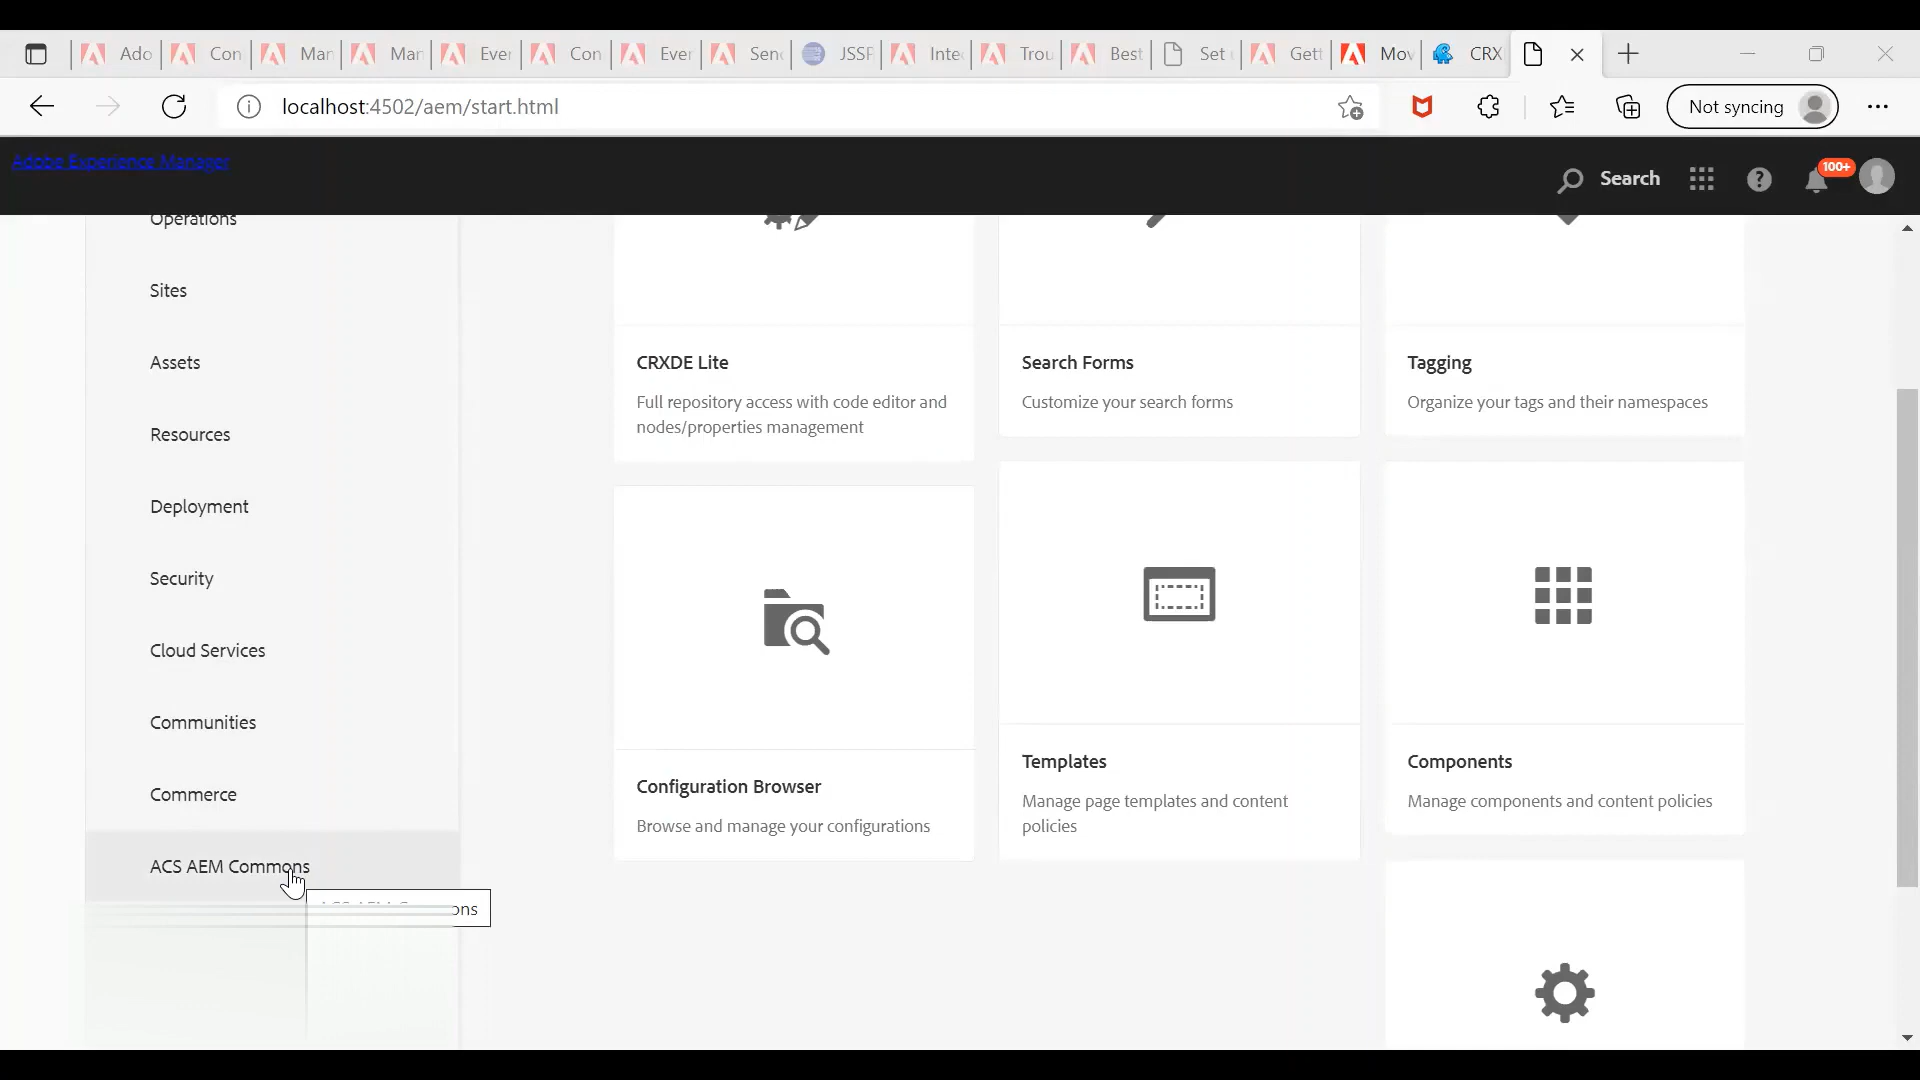 Ado
Con
Man
Man
Ever
Con
Ever
Send
JSSP
Inte
Trou
Best
Set
Gett
Mov
CRX
localhost:4502/aem/start.html
Not syncing
Adobe Experience Manager
Search
100+
Operations
Sites
Assets
Resources
Deployment
Security
Cloud Services
Communities
Commerce
ACS AEM Commons
CRXDE Lite
Full repository access with code editor and
nodes/properties management
Search Forms
Customize your search forms
Tagging
Organize your tags and their namespaces
Configuration Browser
Browse and manage your configurations
Templates
Manage page templates and content
policies
Components
Manage components and content policies